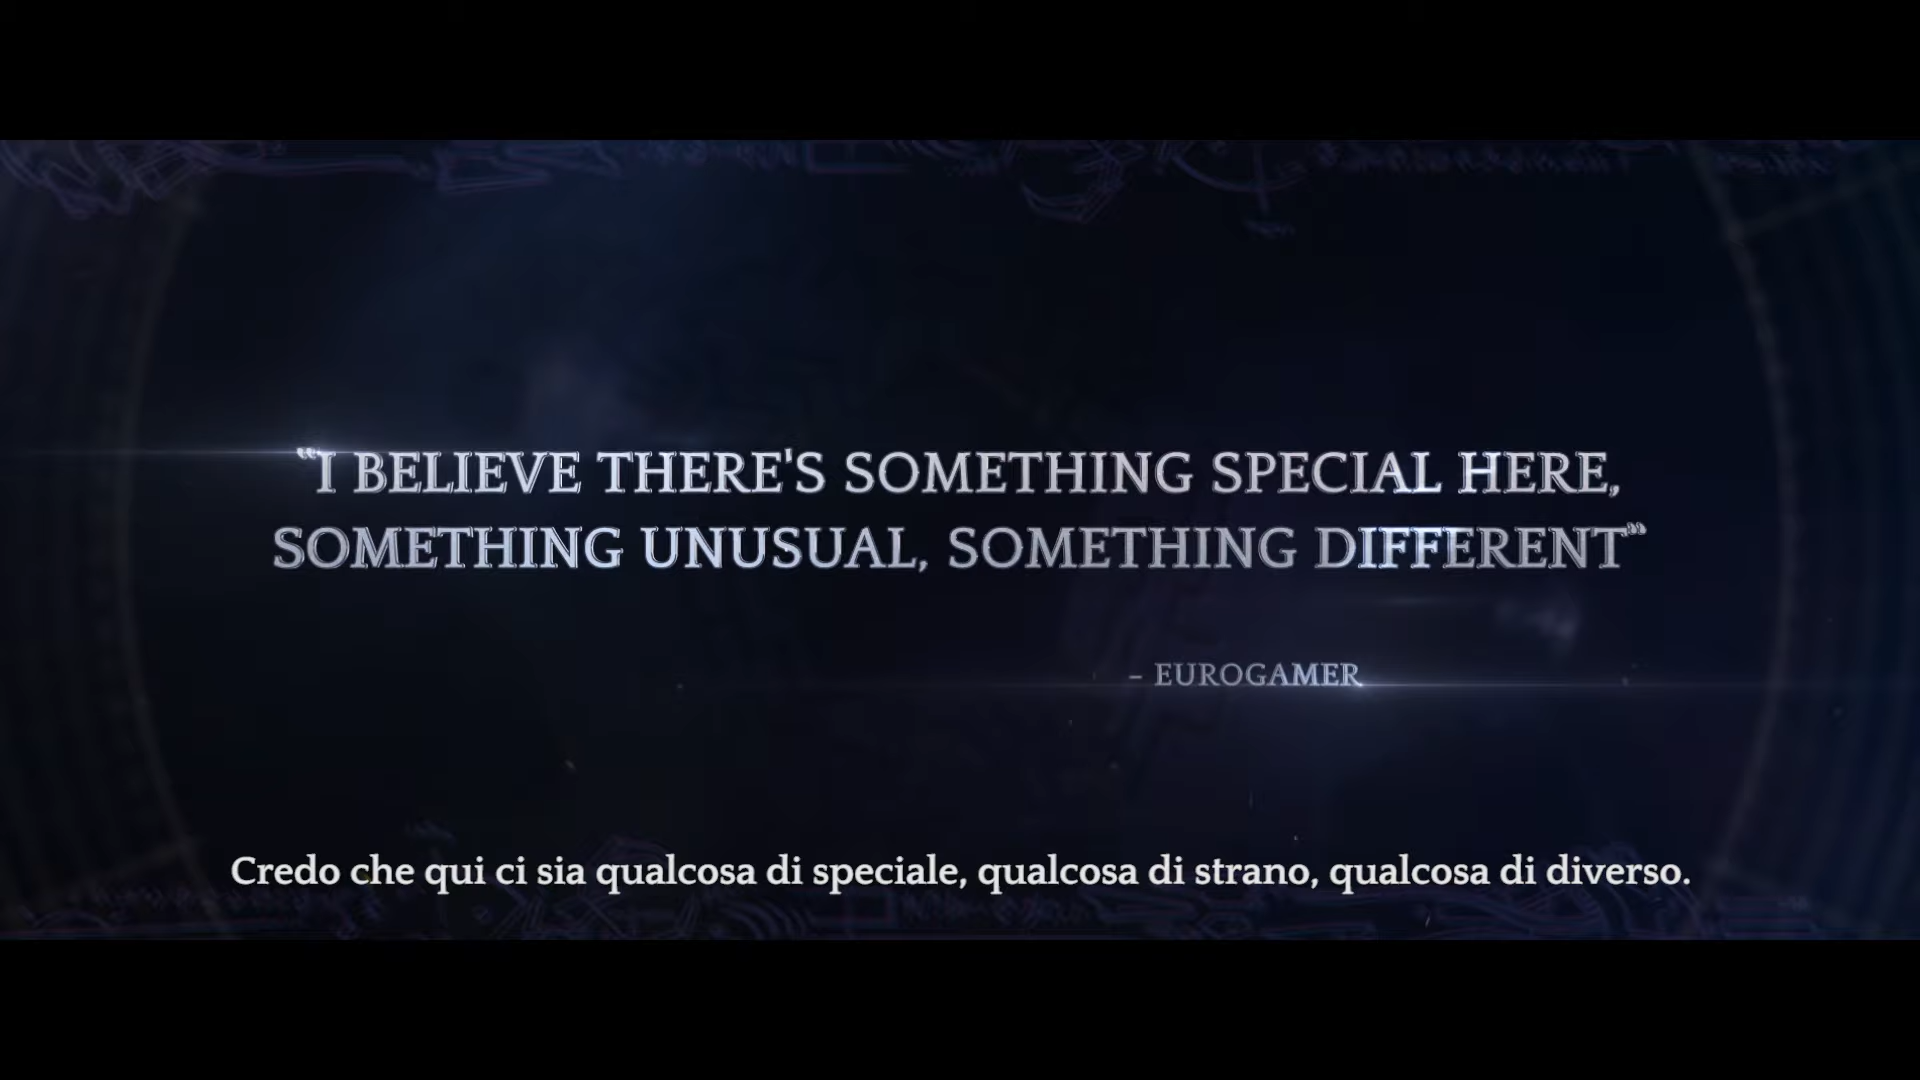 “I BELIEVE THERE'S SOMETHING SPECIAL HERE,
SOMETHING UNUSUAL, SOMETHING DIFFERENT”
– EUROGAMER
Credo che qui ci sia qualcosa di speciale, qualcosa di strano, qualcosa di diverso.